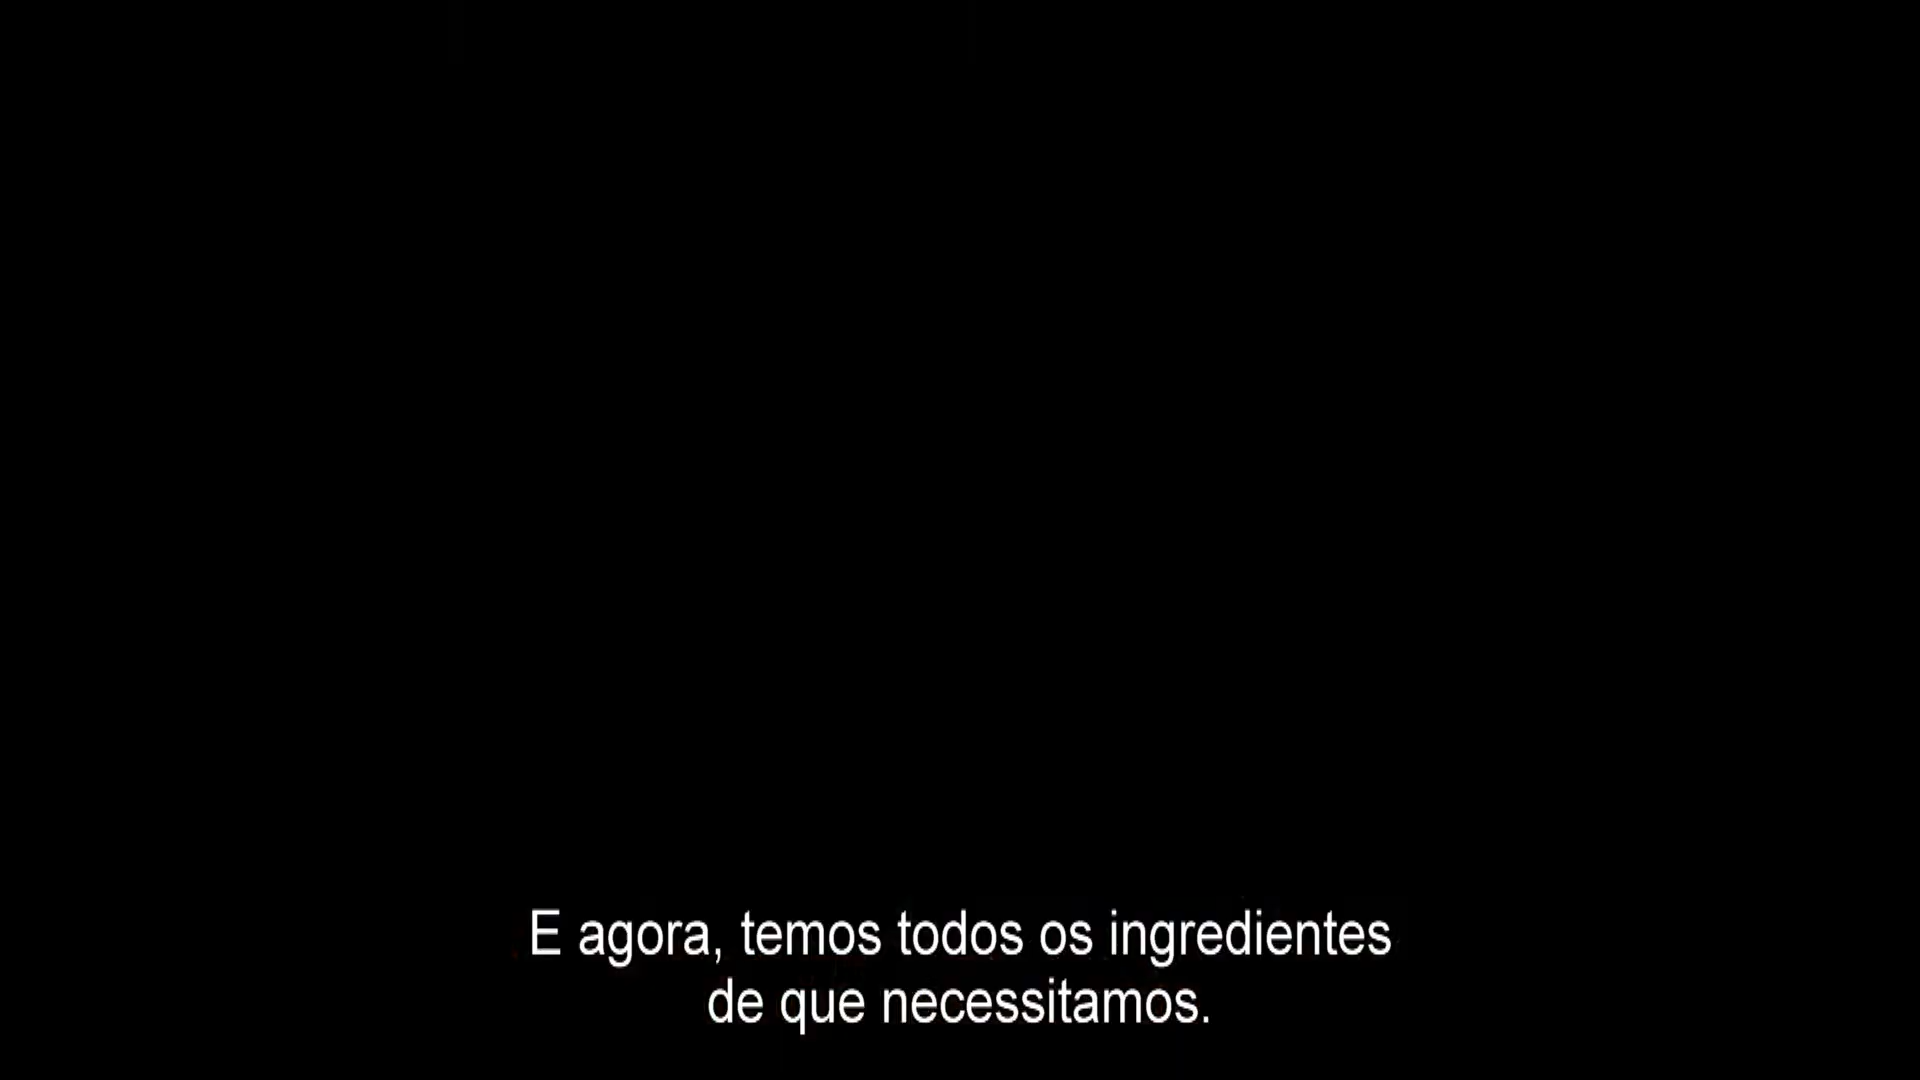 E agora, temos todos os ingredientes
de que necessitamos.